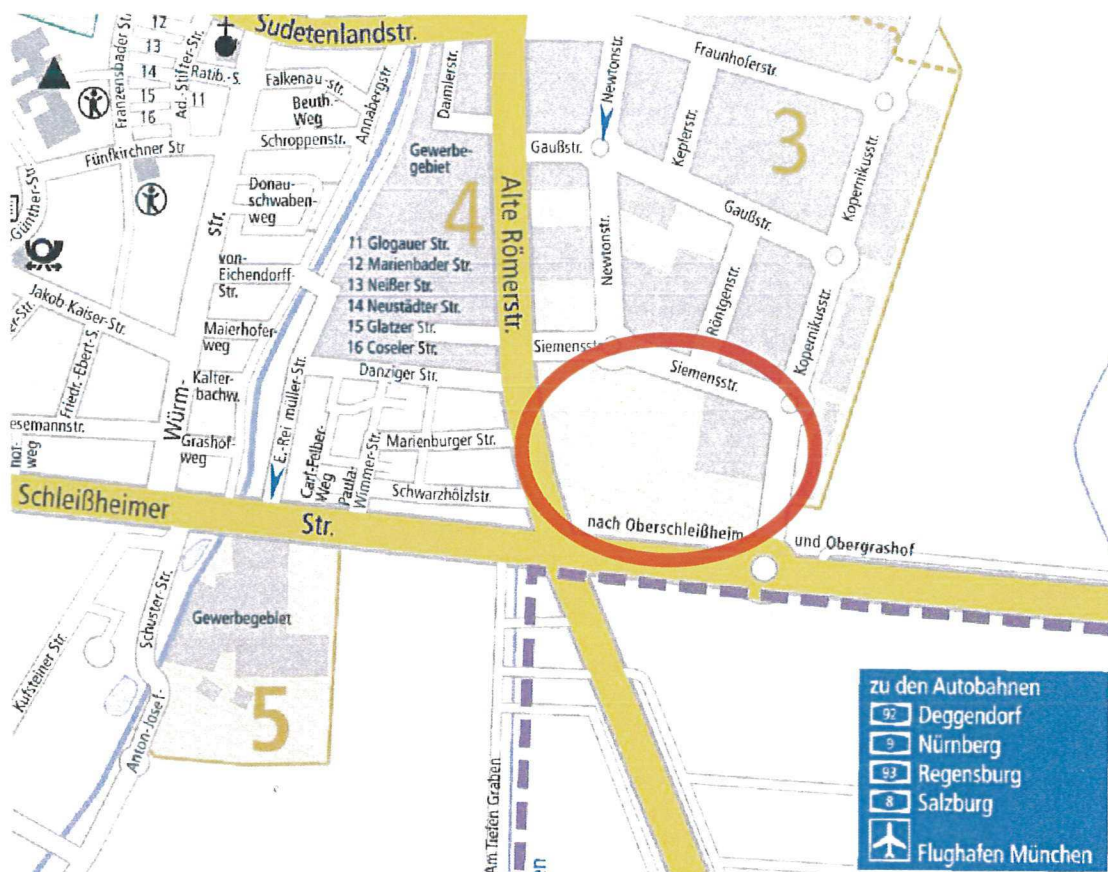 Sudetenlandstr.
Franzensbader Str.
12
13
14
15
16
Ad.-Stifter-Str.
Ratib.-S.
11
Falkenau-str.
Beuth.-
Weg
Schroppenstr.
Annabergstr
Daimlerstr.
Newtonstr.
Fraunhoferstr.
Keplerstr.
3
Kopernikusstr.
Gaußstr.
Gaußstr.
Fünfkirchner Str
Günther-Str
Gewerbe-
gebiet
4
Donau-
schwaben-
weg
von-
Eichendorff-
Str.
11 Glogauer Str.
12 Marienbader Str.
13 Neißer Str.
14 Neustädter Str.
15 Glatzer Str.
16 Coseler Str.
Alte Römerstr.
Newtonstr.
Röntgenstr.
Kopernikusstr.
Jakob-Kaiser-Str.
Friedr.-Ebert-S.
er-Str.
Maierhofer-
weg
Kalter-
bachw.
Grashof-
weg
Würm-
str.
E.-Rei müller-Str.
Danziger Str.
Siemensstr.
Siemensstr.
esemannstr.
nor-
weg
Carl-Felber-
Weg
Paula-
Wimmer-Str.
Marienburger Str.
Schwarzhölzlstr.
Schleißheimer
Str.
nach Oberschleißheim
und Obergrashof
Gewerbegebiet
5
Kufsteiner Str.
Anton-Josef-
Schuster-Str.
Am Tiefen Graben
en
zu den Autobahnen
92 Deggendorf
9 Nürnberg
93 Regensburg
8 Salzburg
Flughafen München